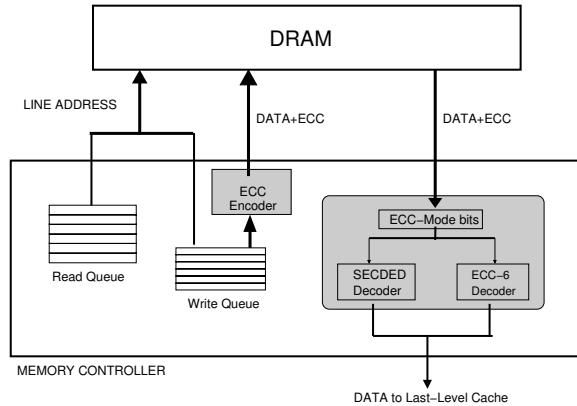 DRAM
LINE ADDRESS
DATA+ECC
DATA+ECC
ECC
Encoder
ECC−Mode bits
Read Queue
SECDED
Decoder
ECC−6
Decoder
Write Queue
MEMORY CONTROLLER
DATA to Last−Level Cache